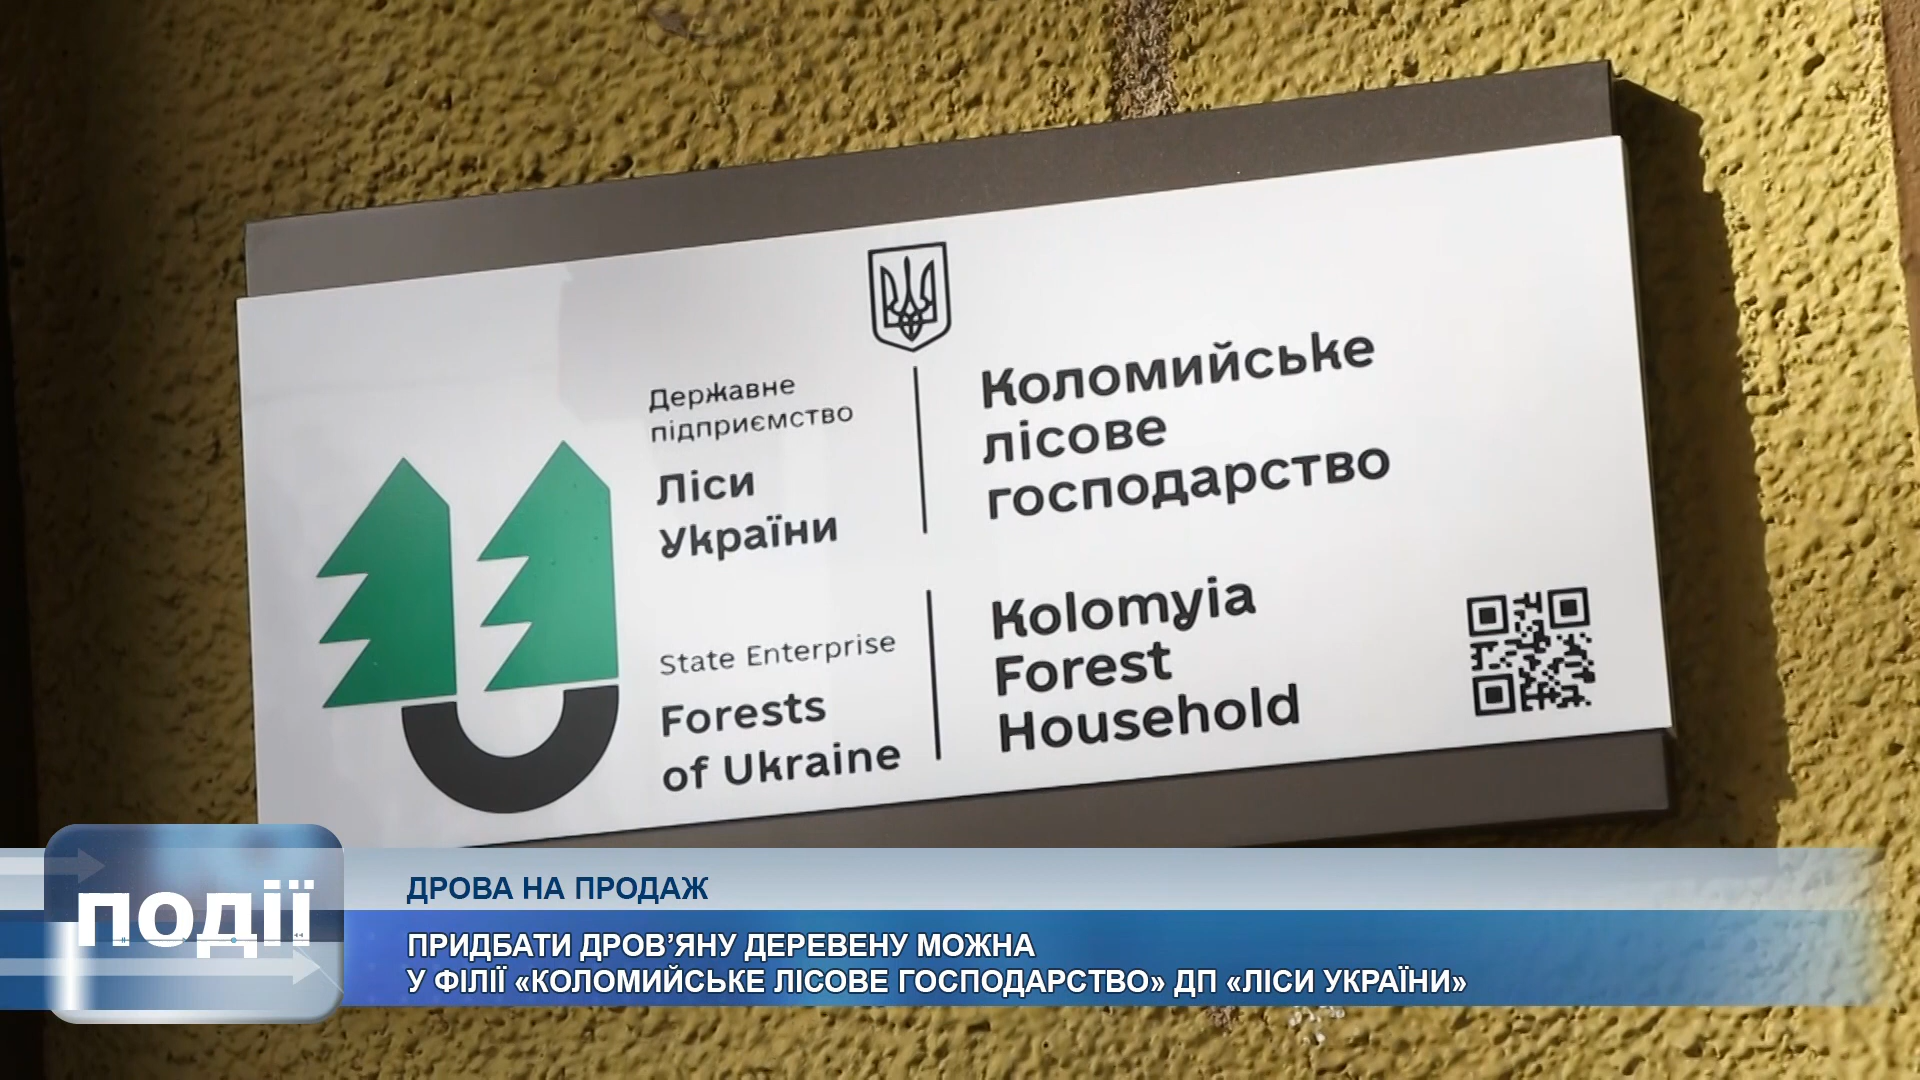 Державне
підприємство
Ліси
України
Коломийське
лісове
господарство
State Enterprise
Forests
of Ukraine
Kolomyia
Forest
Household
події
ДРОВА НА ПРОДАЖ
ПРИДБАТИ ДРОВ’ЯНУ ДЕРЕВЕНУ МОЖНА
У ФІЛІЇ «КОЛОМИЙСЬКЕ ЛІСОВЕ ГОСПОДАРСТВО» ДП «ЛІСИ УКРАЇНИ»